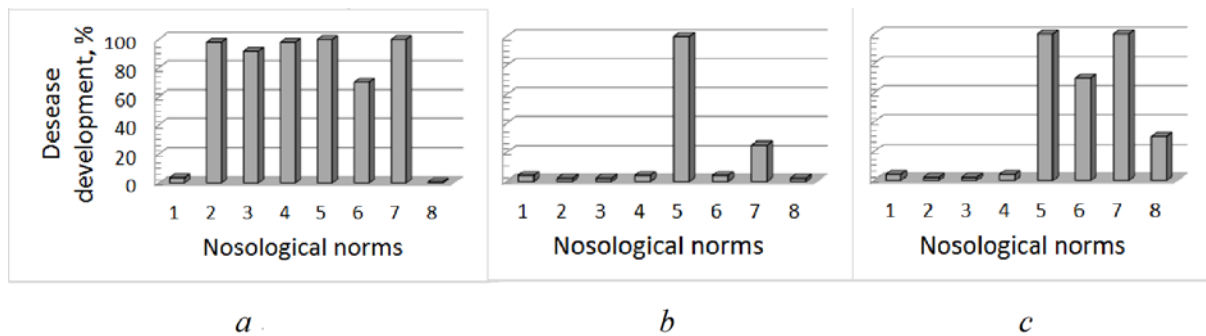 Desease
development, %
100
80
60
40
20
0
1 2 3 4 5 6 7 8
Nosological norms
1 2 3 4 5 6 7 8
Nosological norms
1 2 3 4 5 6 7 8
Nosological norms
a
b
c